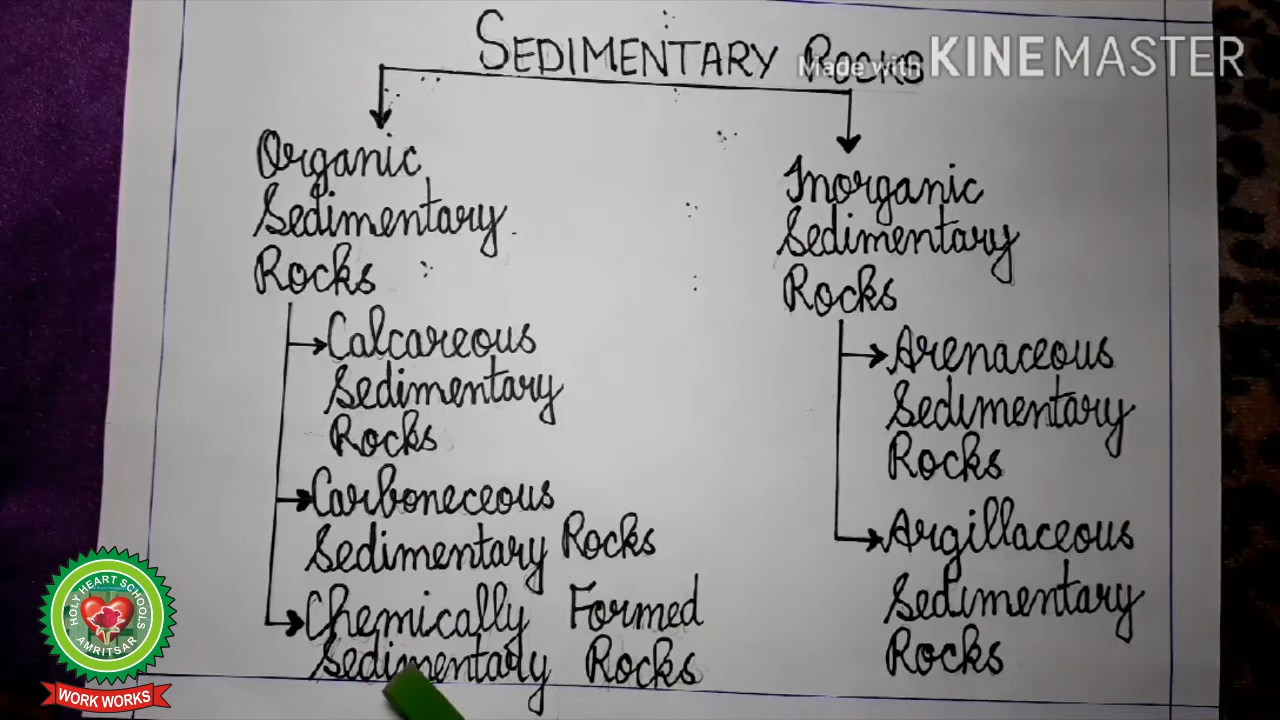 SEDIMENTARY ROCKS
Made with KINEMASTER
Organic
Sedimentary
Rocks
Calcareous
Sedimentary
Rocks
Carboneceous
Sedimentary Rocks
Chemically Formed
Sedimentary Rocks
Inorganic
Sedimentary
Rocks
Arenaceous
Sedimentary
Rocks
Argillaceous
Sedimentary
Rocks
HOLY HEART SCHOOLS
AMRITSAR
WORK WORKS